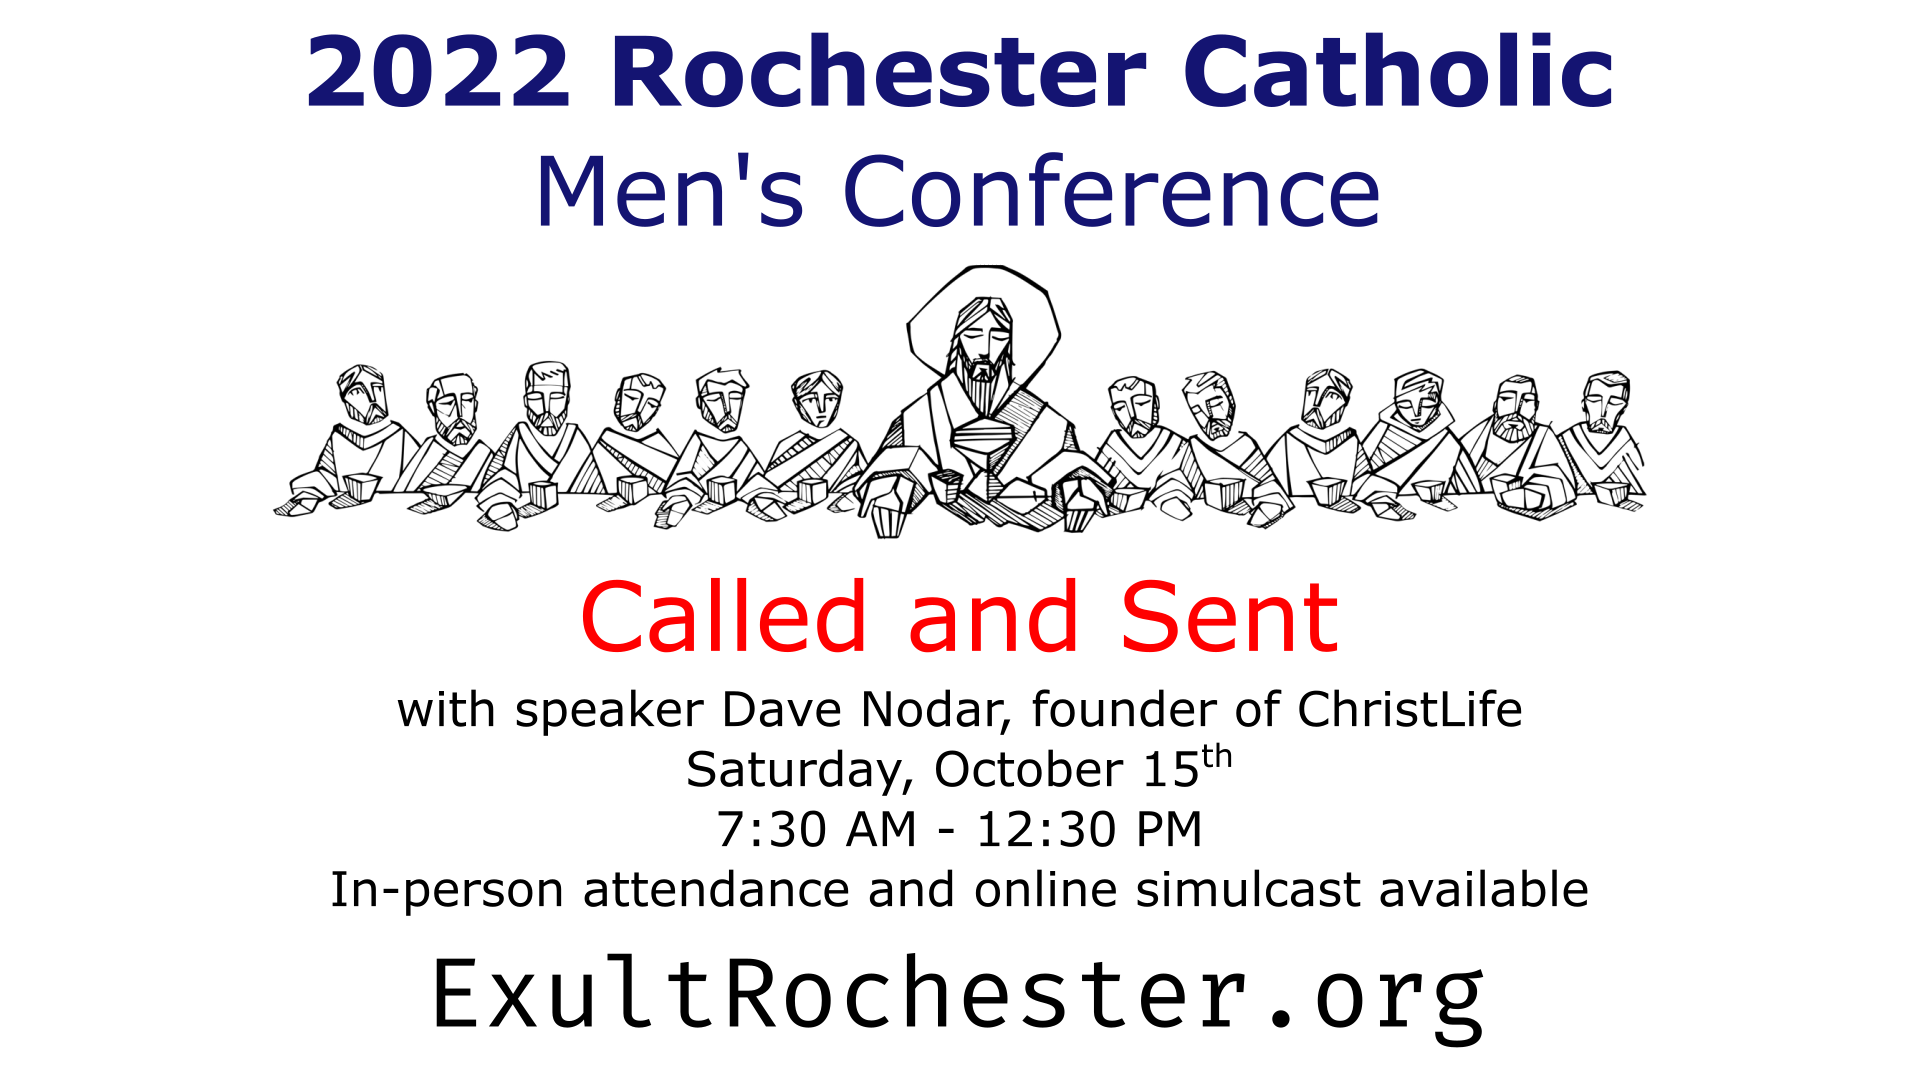 2022 Rochester Catholic
Men's Conference
Called and Sent
with speaker Dave Nodar, founder of ChristLife
Saturday, October 15th
7:30 AM - 12:30 PM
In-person attendance and online simulcast available
ExultRochester.org